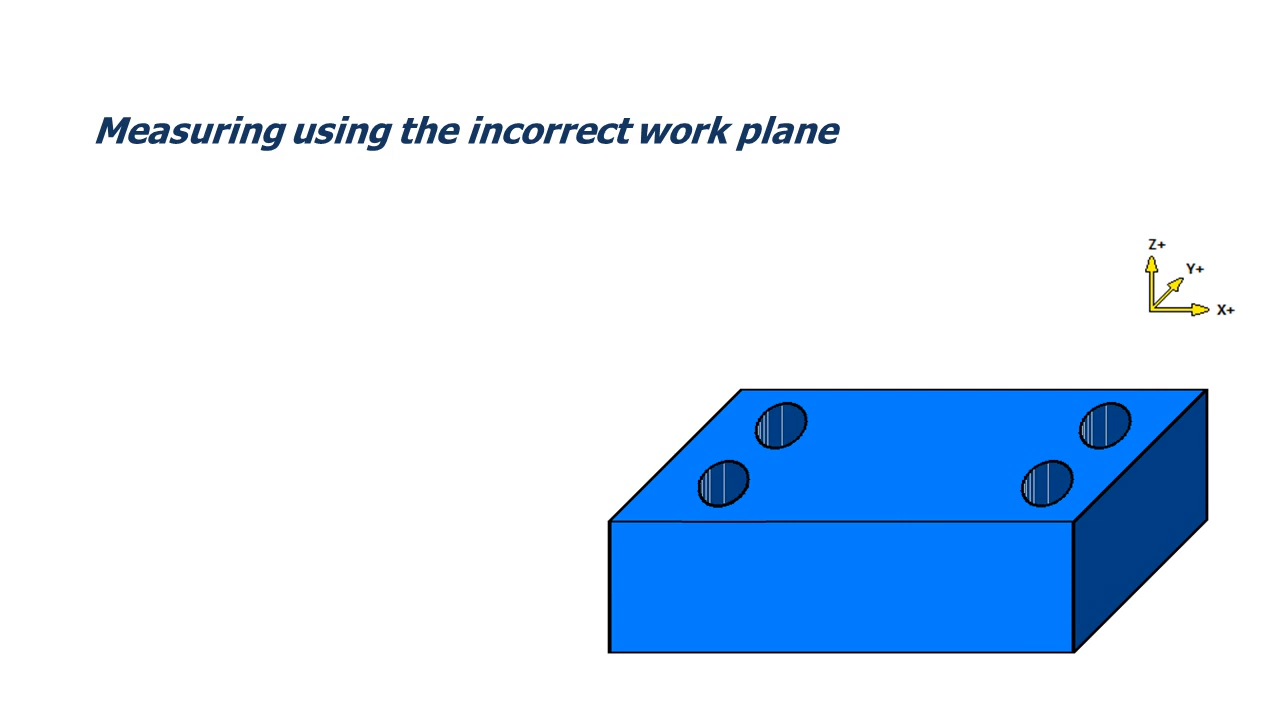 Measuring using the incorrect work plane
Z+
Y+
X+